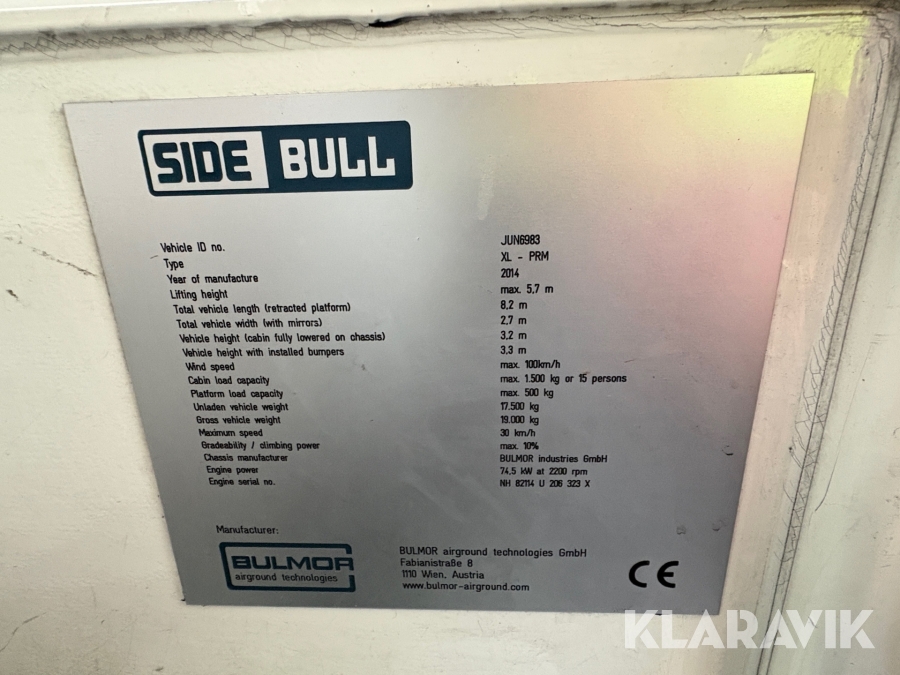 SIDE BULL
Vehicle ID no. JUN6983
Type XL - PRM
Year of manufacture 2014
Lifting height max. 5,7 m
Total vehicle length (retracted platform) 8,2 m
Total vehicle width (with mirrors) 2,7 m
Vehicle height (cabin fully lowered on chassis) 3,2 m
Vehicle height with installed bumpers 3,3 m
Wind speed max. 100km/h
Cabin load capacity max. 1.500 kg or 15 persons
Platform load capacity max. 500 kg
Unladen vehicle weight 17.500 kg
Gross vehicle weight 19.000 kg
Maximum speed 30 km/h
Gradeability / climbing power max. 10%
Chassis manufacturer BULMOR industries GmbH
Engine power 74,5 kW at 2200 rpm
Engine serial no. NH 82114 U 206 323 X
Manufacturer:
BULMOR
airground technologies
BULMOR airground technologies GmbH
Fabianistraße 8
1110 Wien, Austria
www.bulmor-airground.com
CE
KLARAVIK